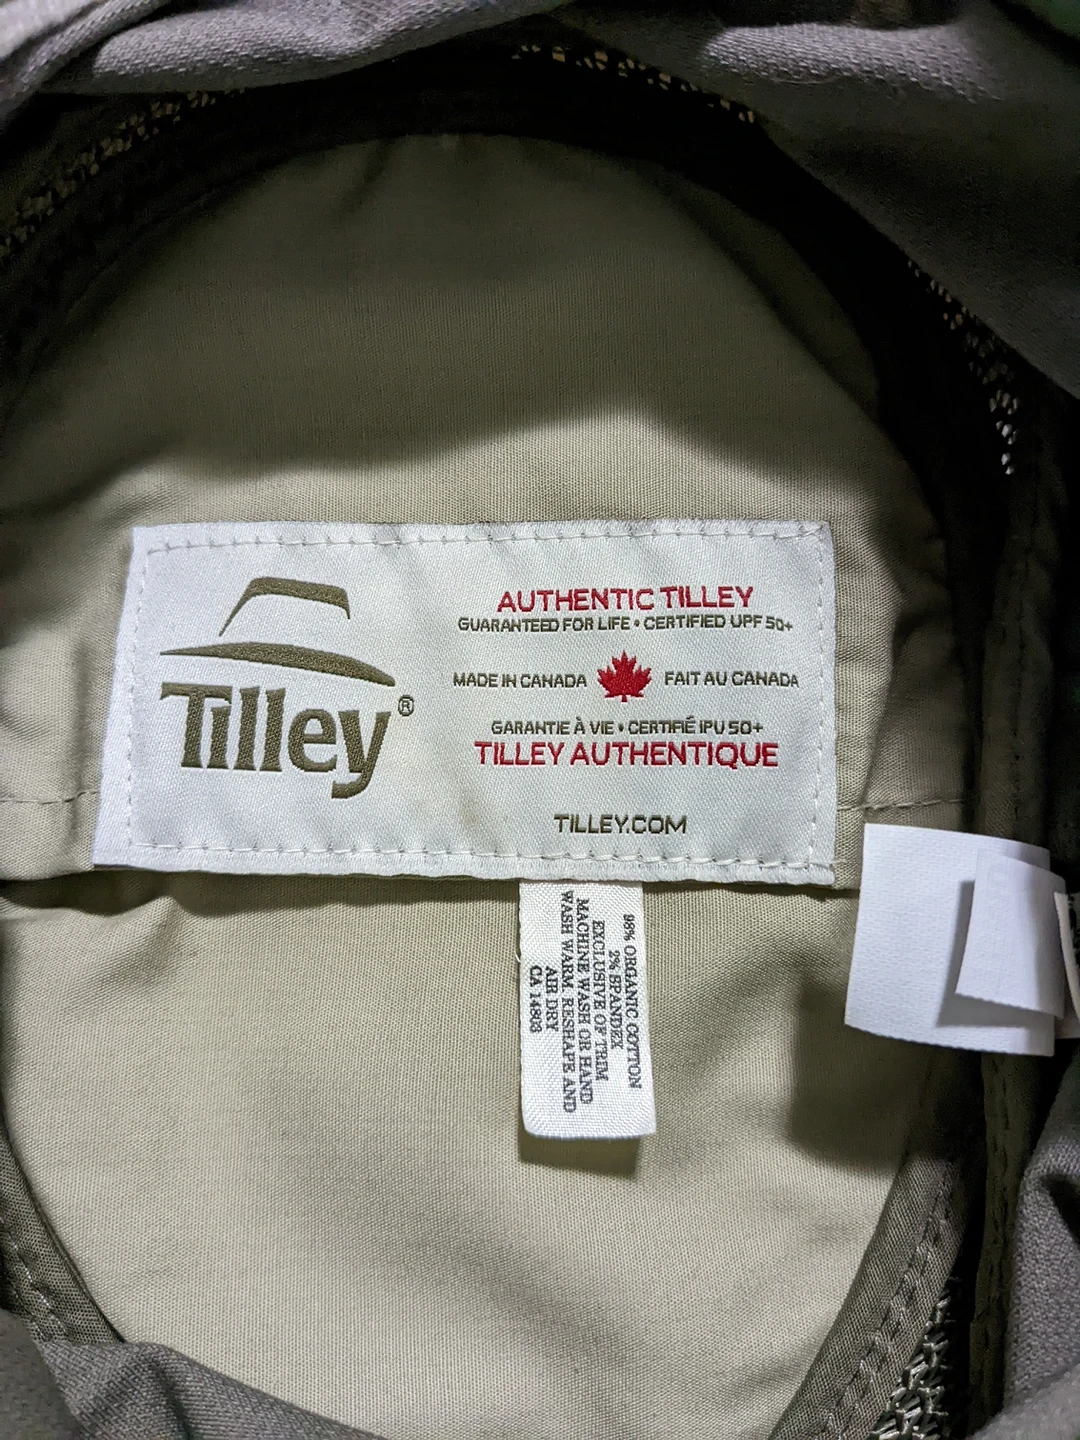 Tilley®
AUTHENTIC TILLEY
GUARANTEED FOR LIFE • CERTIFIED UPF 50+
MADE IN CANADA FAIT AU CANADA
GARANTIE À VIE • CERTIFIÉ IPU 50+
TILLEY AUTHENTIQUE
TILLEY.COM
98% ORGANIC COTTON
2% SPANDEX
EXCLUSIVE OF TRIM
MACHINE WASH OR HAND
WASH WARM RESHAPE AND
AIR DRY
CA 14803